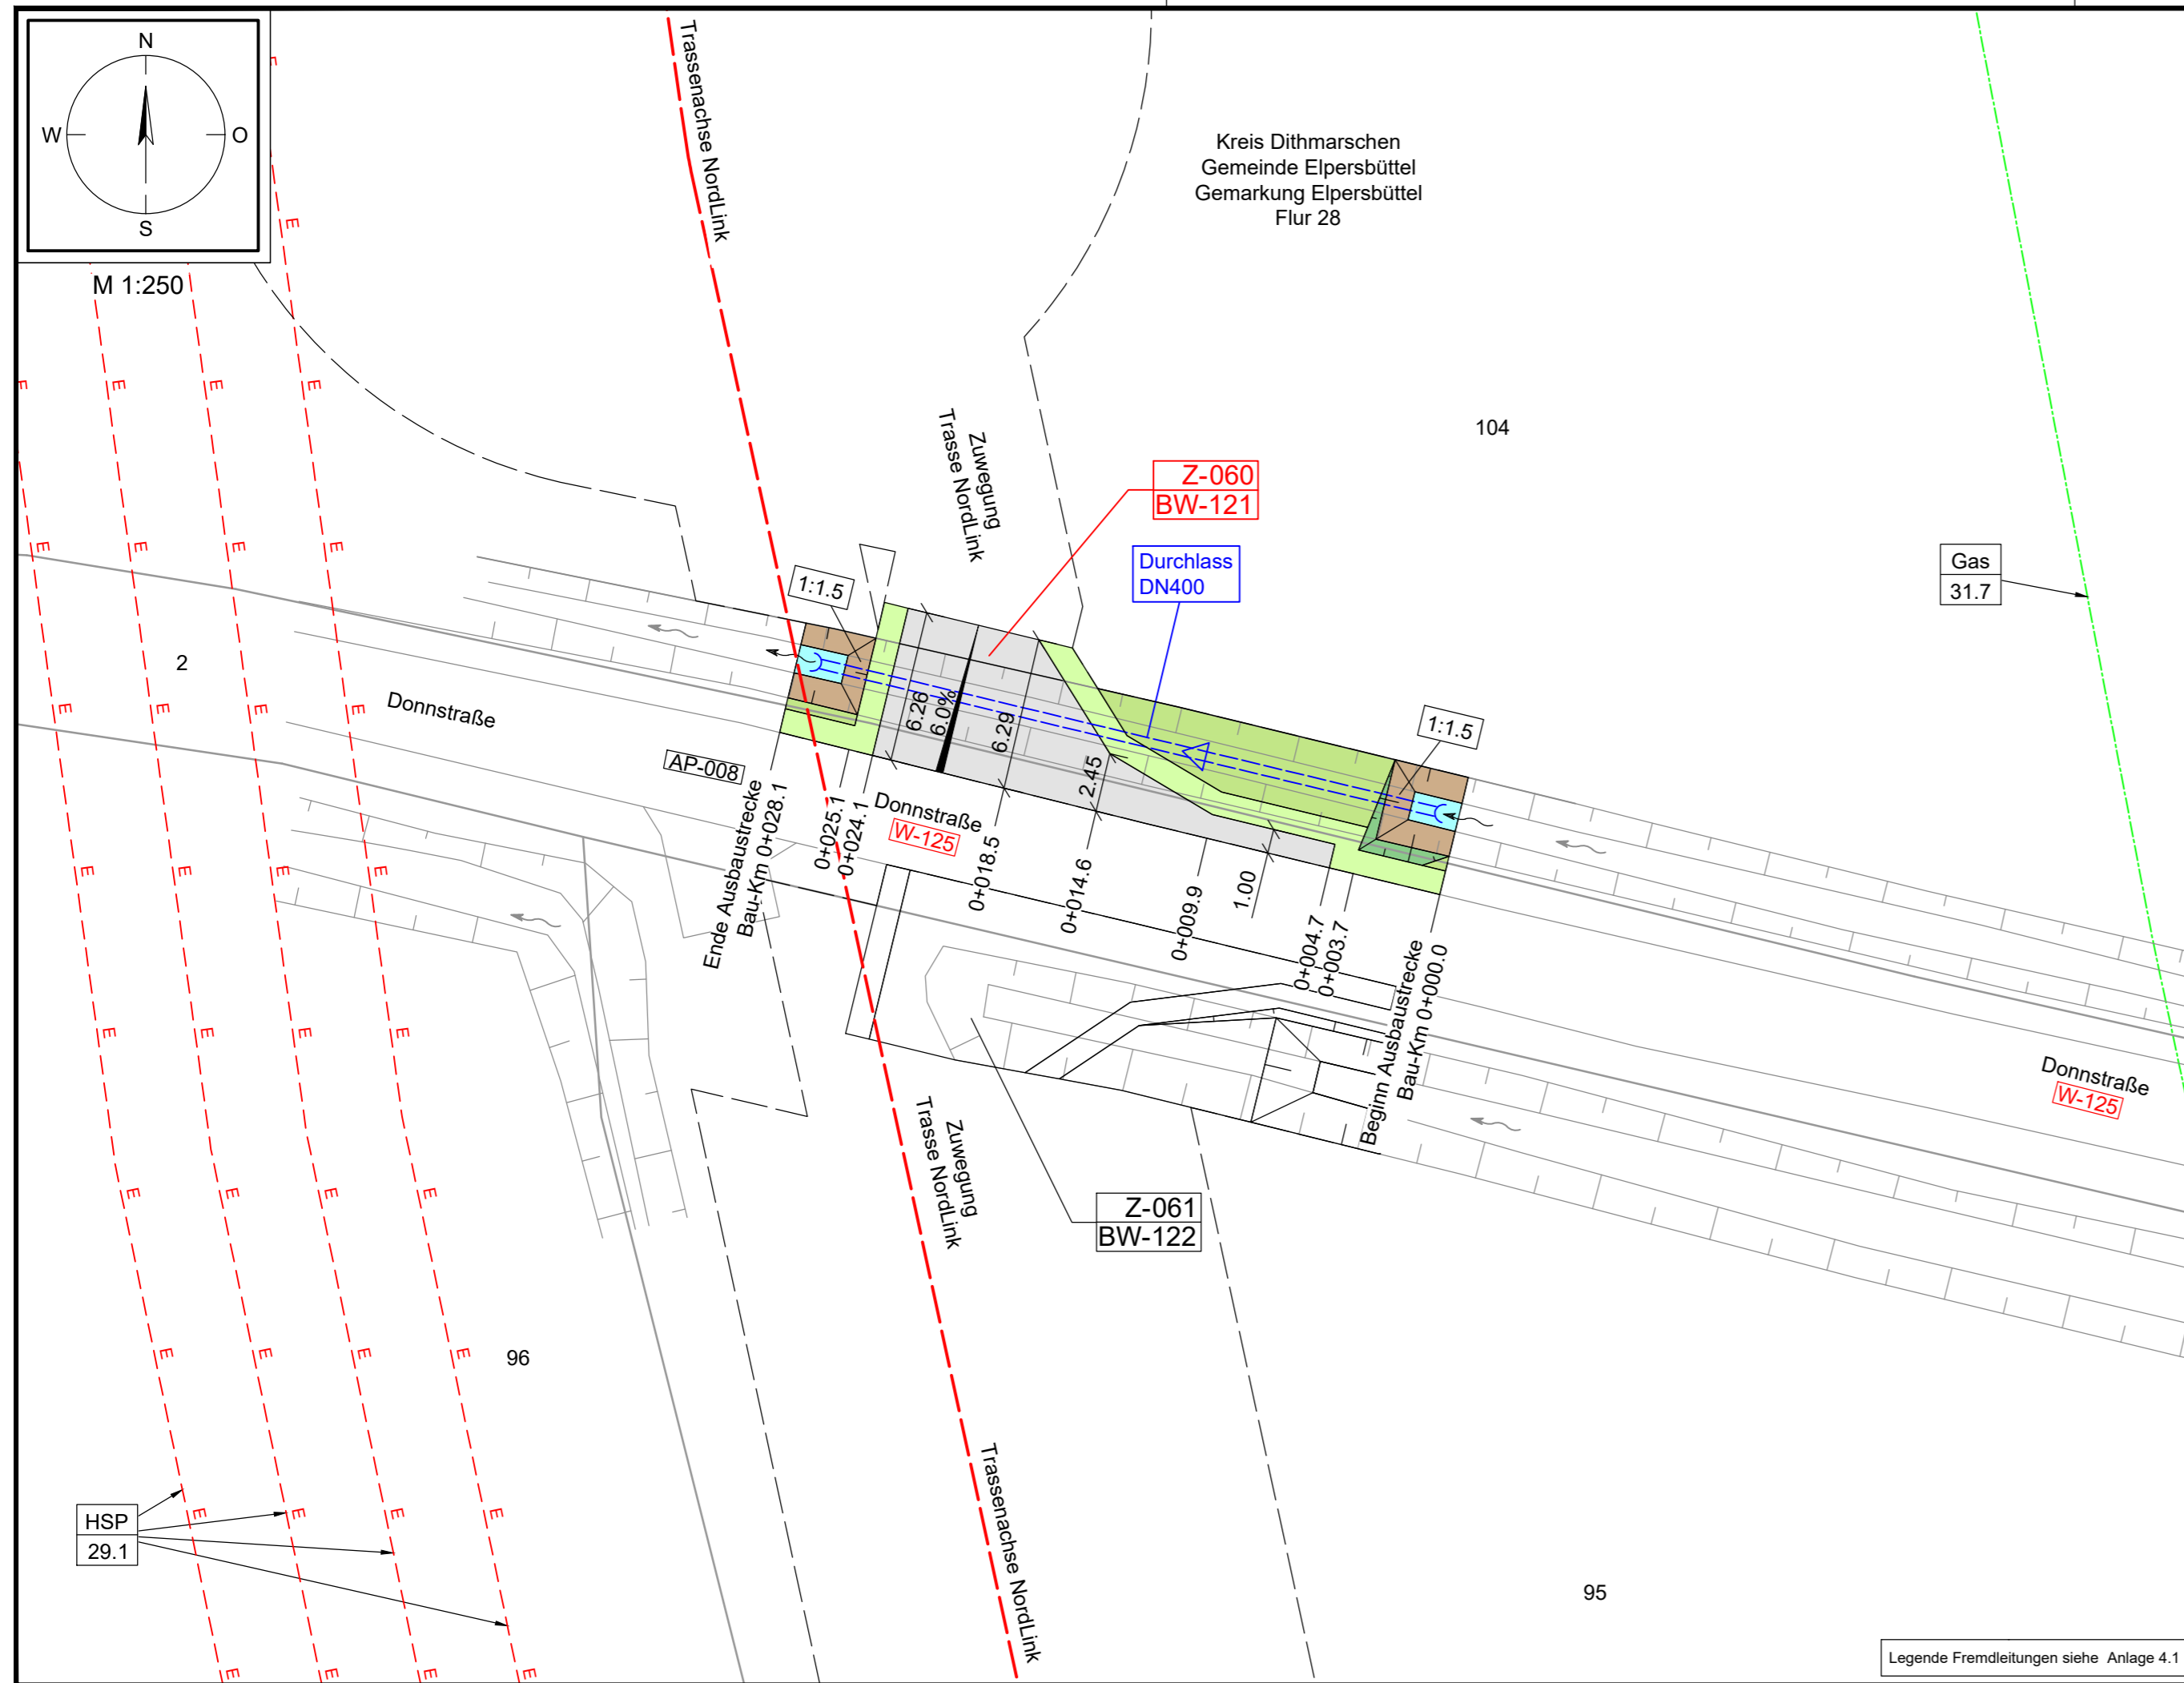 N
W
O
S
M 1:250
Trassenachse NordLink
Kreis Dithmarschen
Gemeinde Elpersbüttel
Gemarkung Elpersbüttel
Flur 28
104
Zuwegung
Trasse NordLink
Z-060
BW-121
Durchlass
DN400
Gas
31.7
1:1.5
2
Donnstraße
6.26
6.0%
6.29
2.45
1.00
1:1.5
AP-008
Ende Ausbaustrecke
Bau-Km 0+028.1
0+025.1
0+024.1
Donnstraße
W-125
0+018.5
0+014.6
0+009.9
0+004.7
0+003.7
Beginn Ausbaustrecke
Bau-Km 0+000.0
Donnstraße
W-125
Zuwegung
Trasse NordLink
Z-061
BW-122
96
Trassenachse NordLink
HSP
29.1
95
Legende Fremdleitungen siehe Anlage 4.1
E E E E E E E E E E E E E E E E E E E E E E E E E E E E E E E E E E E E E E